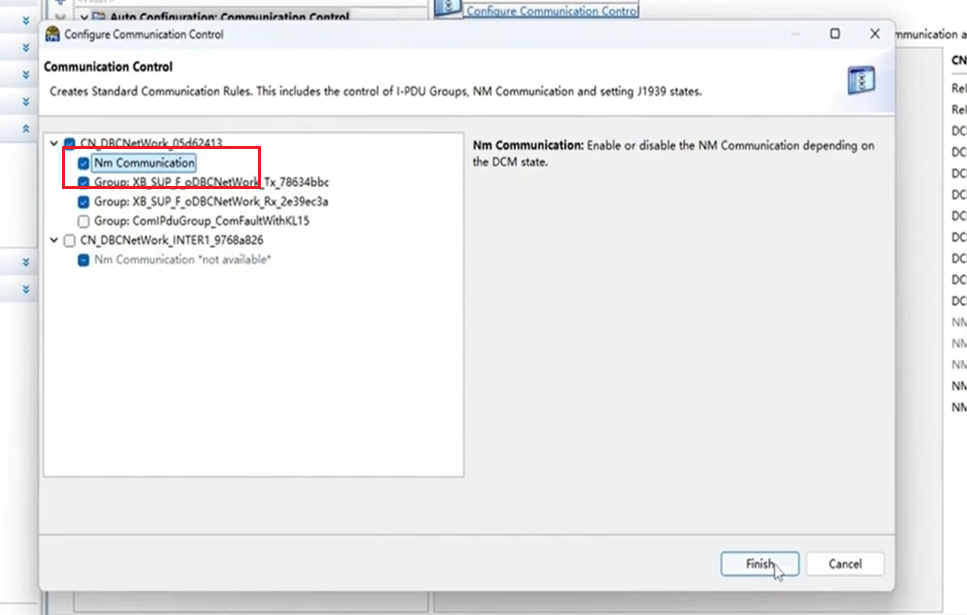 Auto Configuration: Communication Control
Configure Communication Control
Configure Communication Control
Communication Control
Creates Standard Communication Rules. This includes the control of I-PDU Groups, NM Communication and setting J1939 states.
CN_DBCNetWork_05d62413
Nm Communication
Group: XB_SUP_F_oDBCNetWork_Tx_78634bbc
Group: XB_SUP_F_oDBCNetWork_Rx_2e39ec3a
Group: ComIPduGroup_ComFaultWithKL15
CN_DBCNetWork_INTER1_9768a826
Nm Communication *not available*
Nm Communication: Enable or disable the NM Communication depending on
the DCM state.
Finish
Cancel
mmunication a
CN
Rel
Rel
DC
DC
DC
DC
DC
DC
DC
DC
DC
NM
NM
NM
NM
NM